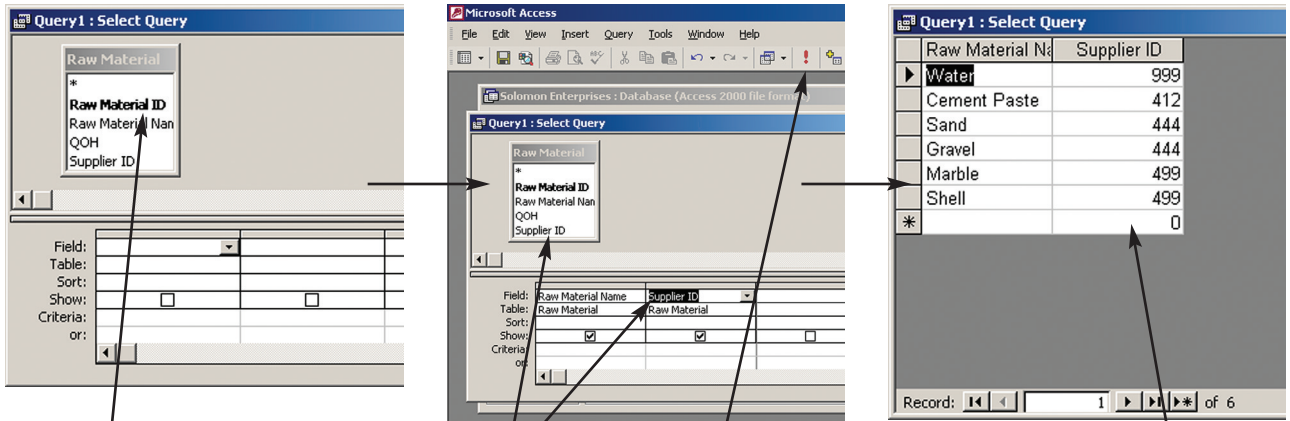 Query1 : Select Query
Raw Material
*
Raw Material ID
Raw Material Nan
QOH
Supplier ID
Field:
Table:
Sort:
Show:
Criteria:
or:
Microsoft Access
File Edit View Insert Query Tools Window Help
Solomon Enterprises : Database (Access 2000 file format)
Query1 : Select Query
Raw Material
*
Raw Material ID
Raw Material Nan
QOH
Supplier ID
Field: Raw Material Name Supplier ID
Table: Raw Material Raw Material
Sort:
Show:
Criteria:
or:
Query1 : Select Query
Raw Material Na Supplier ID
Water 999
Cement Paste 412
Sand 444
Gravel 444
Marble 499
Shell 499
* 0
Record: 1 of 6